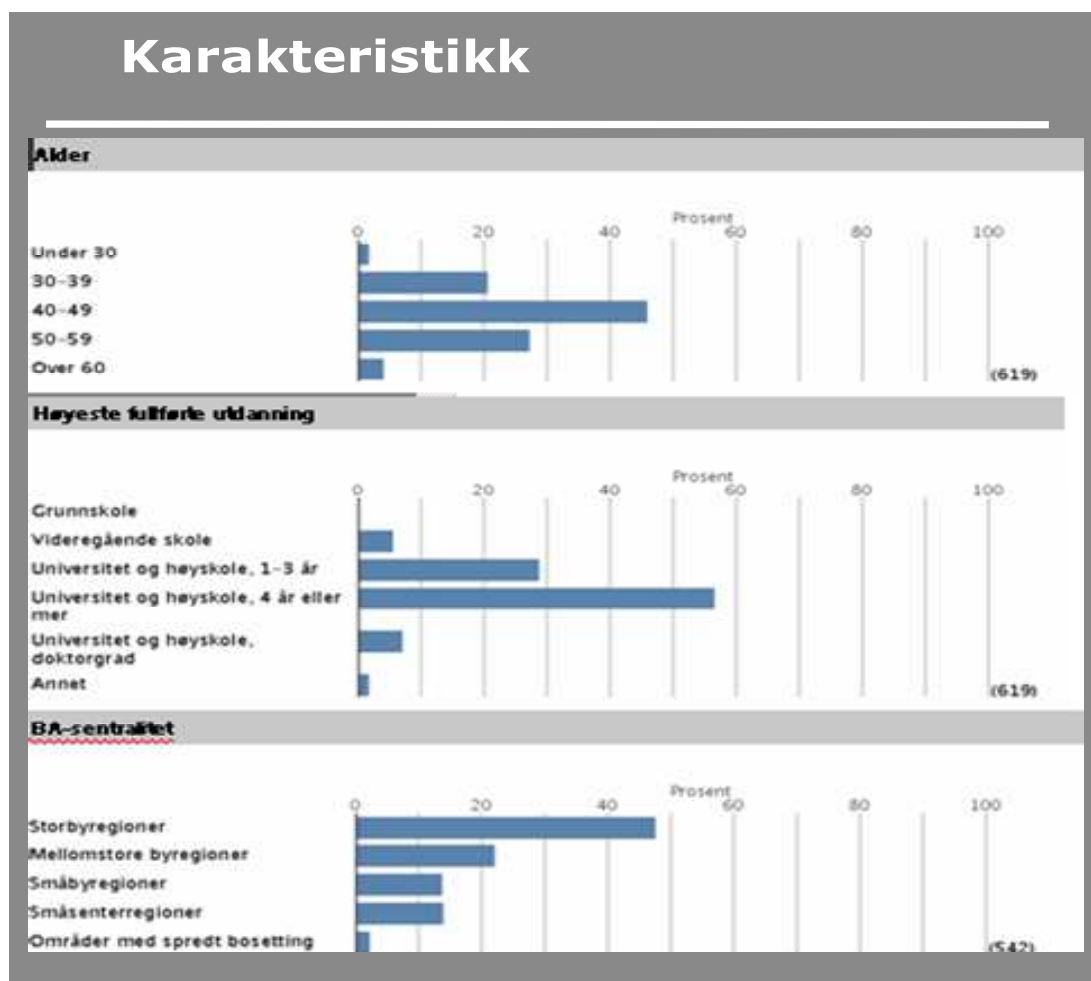 Karakteristikk
Alder
Prosent
0 20 40 60 80 100
Under 30
30-39
40-49
50-59
Over 60
(619)
Høyeste fullførte utdanning
Prosent
0 20 40 60 80 100
Grunnskole
Videregående skole
Universitet og høyskole, 1-3 år
Universitet og høyskole, 4 år eller
mer
Universitet og høyskole,
doktorgrad
Annet
(619)
BA-sentralitet
Prosent
0 20 40 60 80 100
Storbyregioner
Mellomstore byregioner
Småbyregioner
Småsenterregioner
Områder med spredt bosetting
(542)